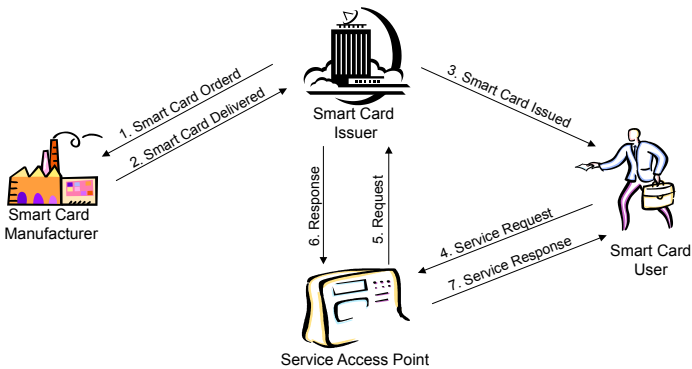 1. Smart Card Orderd
2. Smart Card Delivered
Smart Card
Issuer
3. Smart Card Issued
Smart Card
Manufacturer
6. Response
5. Request
4. Service Request
7. Service Response
Smart Card
User
Service Access Point